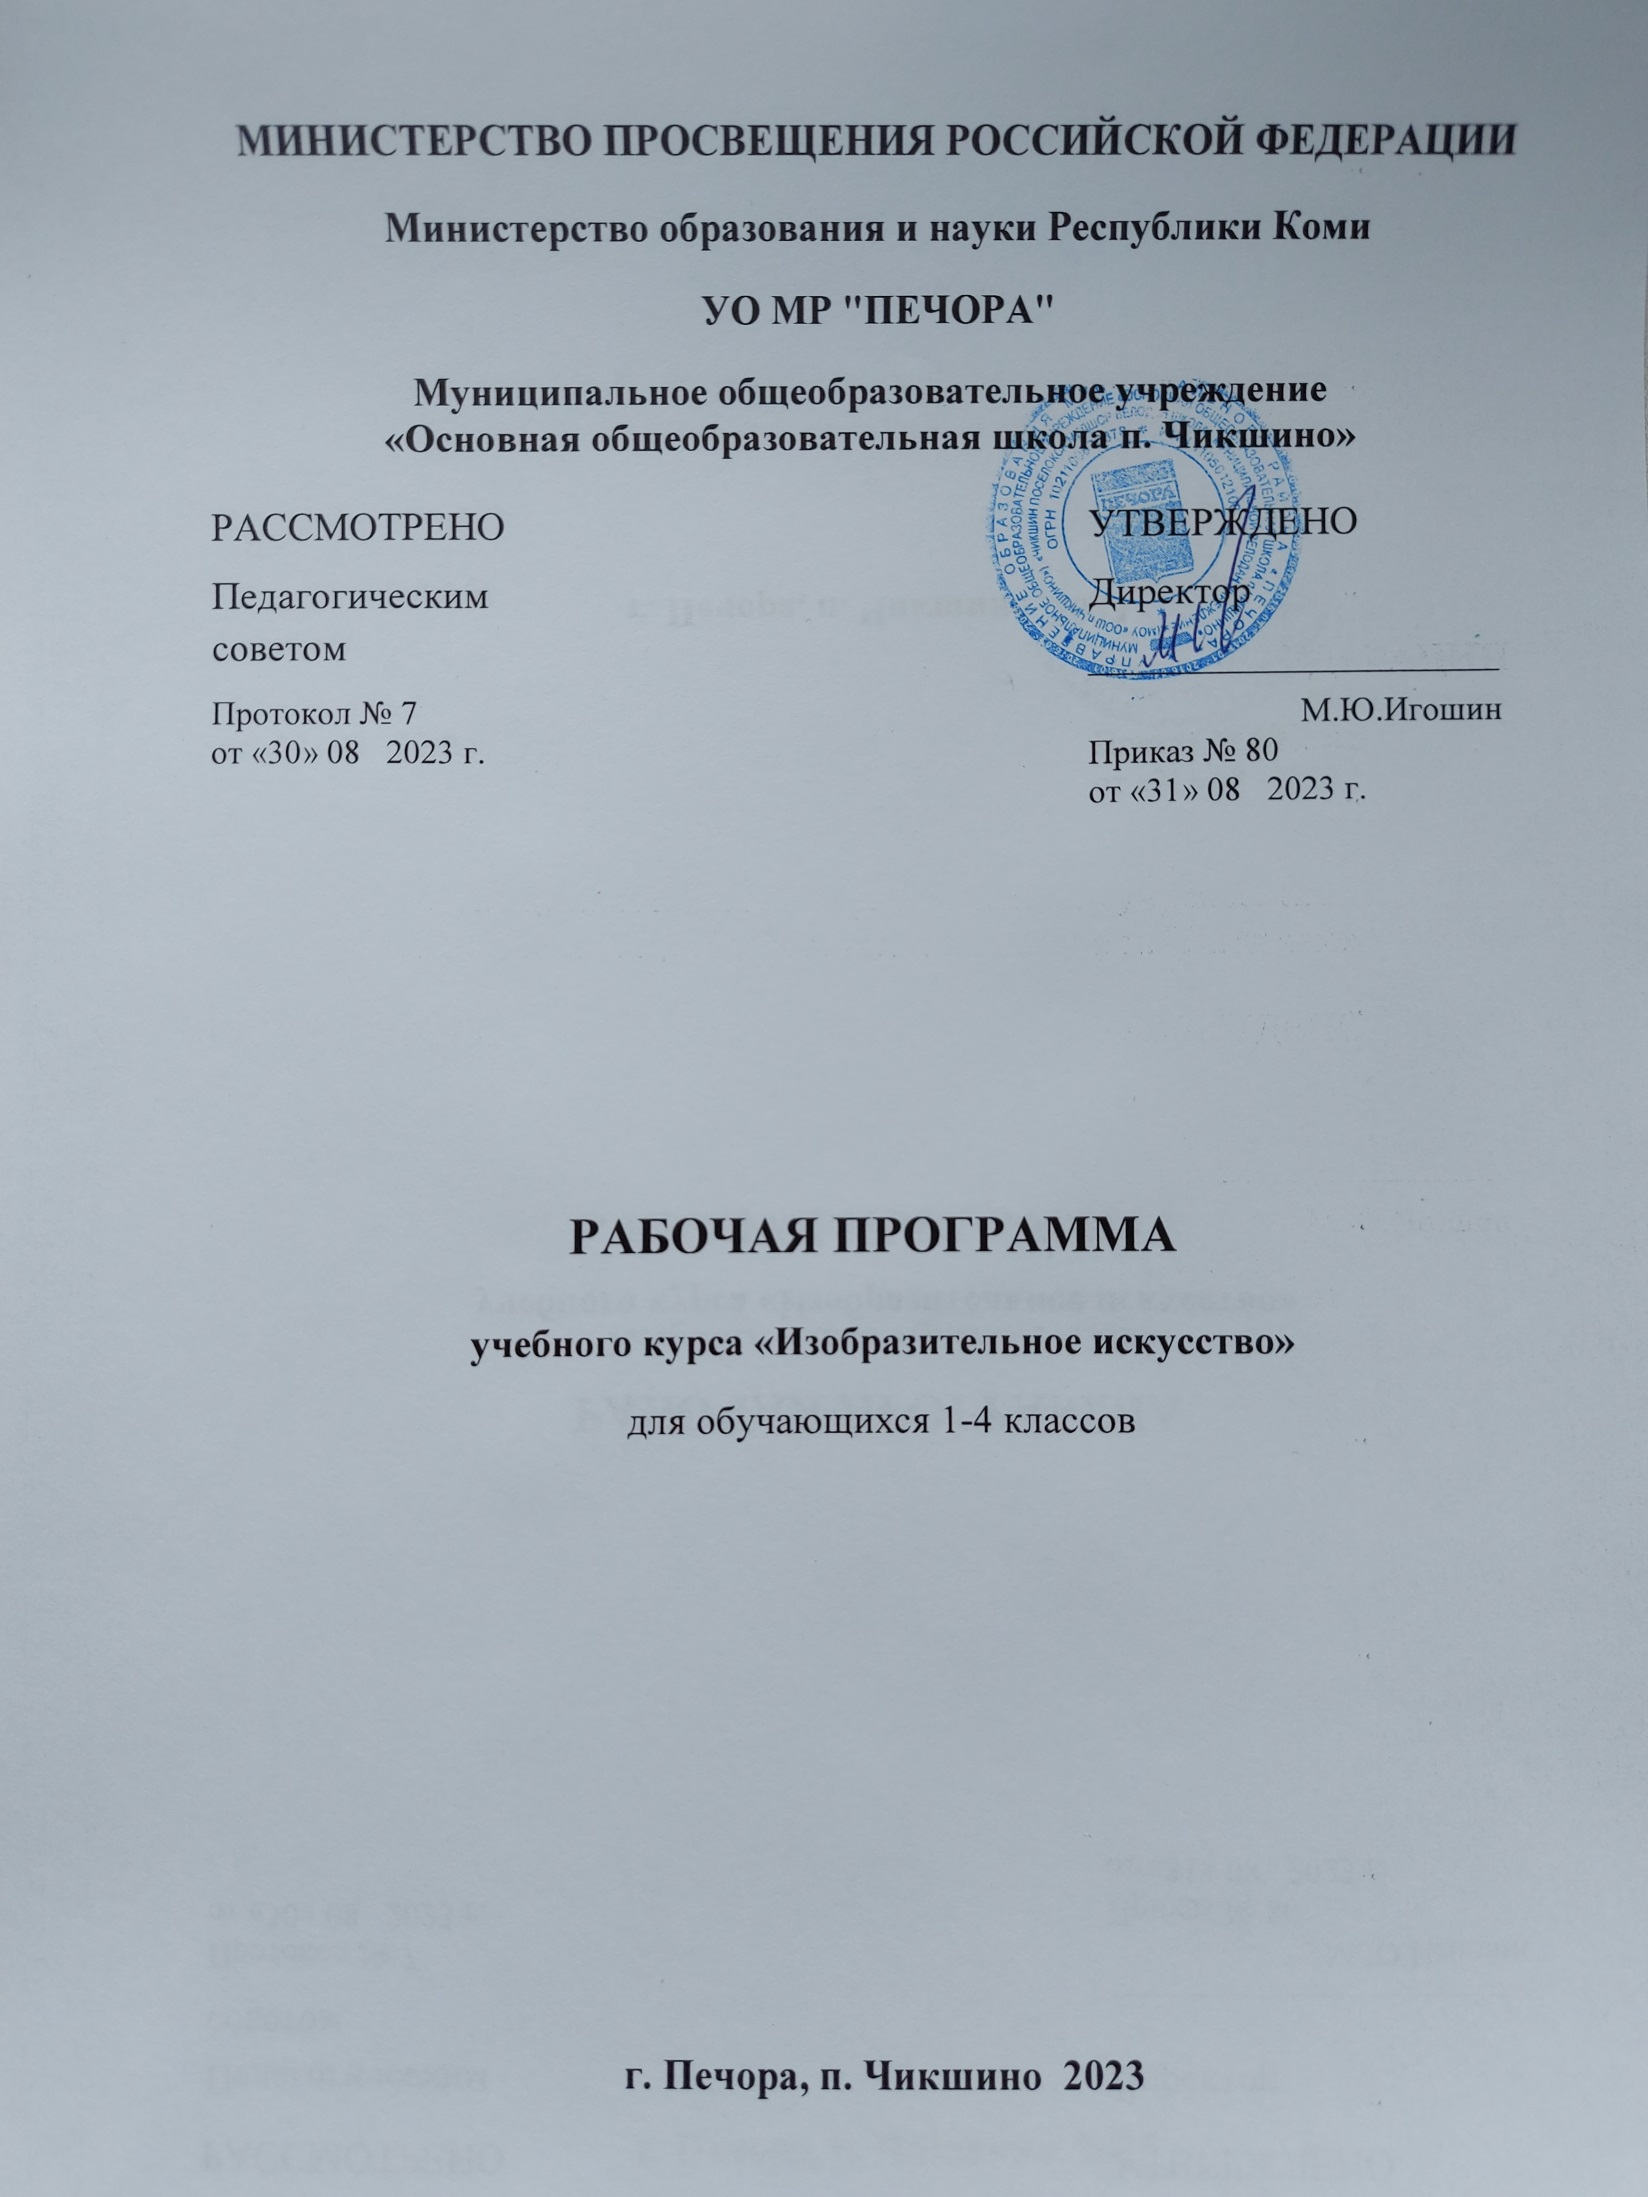 МИНИСТЕРСТВО ПРОСВЕЩЕНИЯ РОССИЙСКОЙ ФЕДЕРАЦИИ
Министерство образования и науки Республики Коми
УО МР "ПЕЧОРА"
Муниципальное общеобразовательное учреждение
«Основная общеобразовательная школа п. Чикшино»
РАССМОТРЕНО
Педагогическим
советом
Протокол № 7
от «30» 08 2023 г.
УТВЕРЖДЕНО
Директор
М.Ю.Игошин
Приказ № 80
от «31» 08 2023 г.
ПЕЧОРА
РАБОЧАЯ ПРОГРАММА
учебного курса «Изобразительное искусство»
для обучающихся 1-4 классов
г. Печора, п. Чикшино 2023